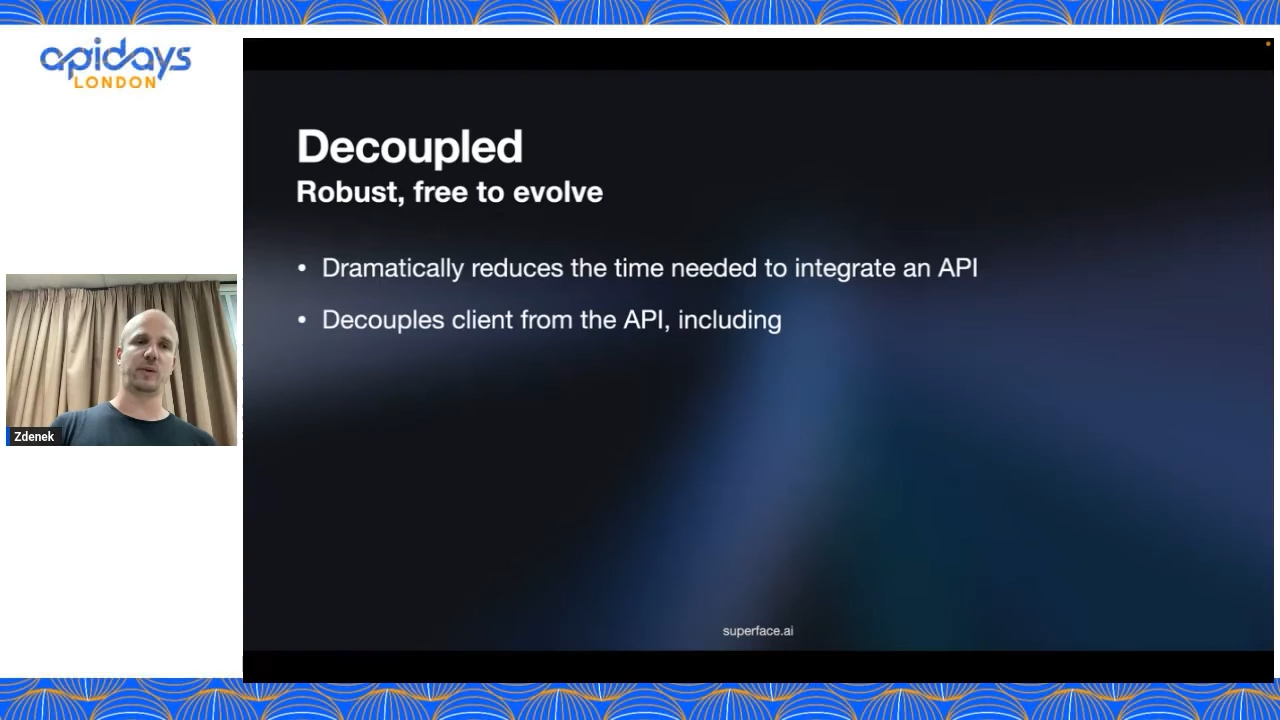 apidays
LONDON
Decoupled
Robust, free to evolve
• Dramatically reduces the time needed to integrate an API
• Decouples client from the API, including
Zdenek
superface.ai